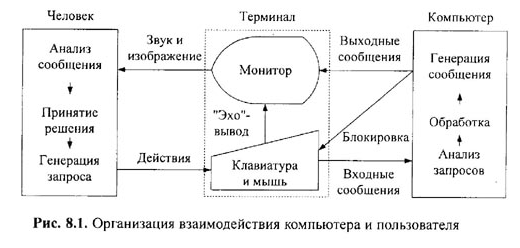 Человек
Терминал
Компьютер
Анализ
сообщения
Принятие
решения
Генерация
запроса
Звук и
изображение
Действия
Монитор
"Эхо"-
вывод
Клавиатура
и мышь
Выходные
сообщения
Блокировка
Входные
сообщения
Генерация
сообщения
Обработка
Анализ
запросов
Рис. 8.1. Организация взаимодействия компьютера и пользователя